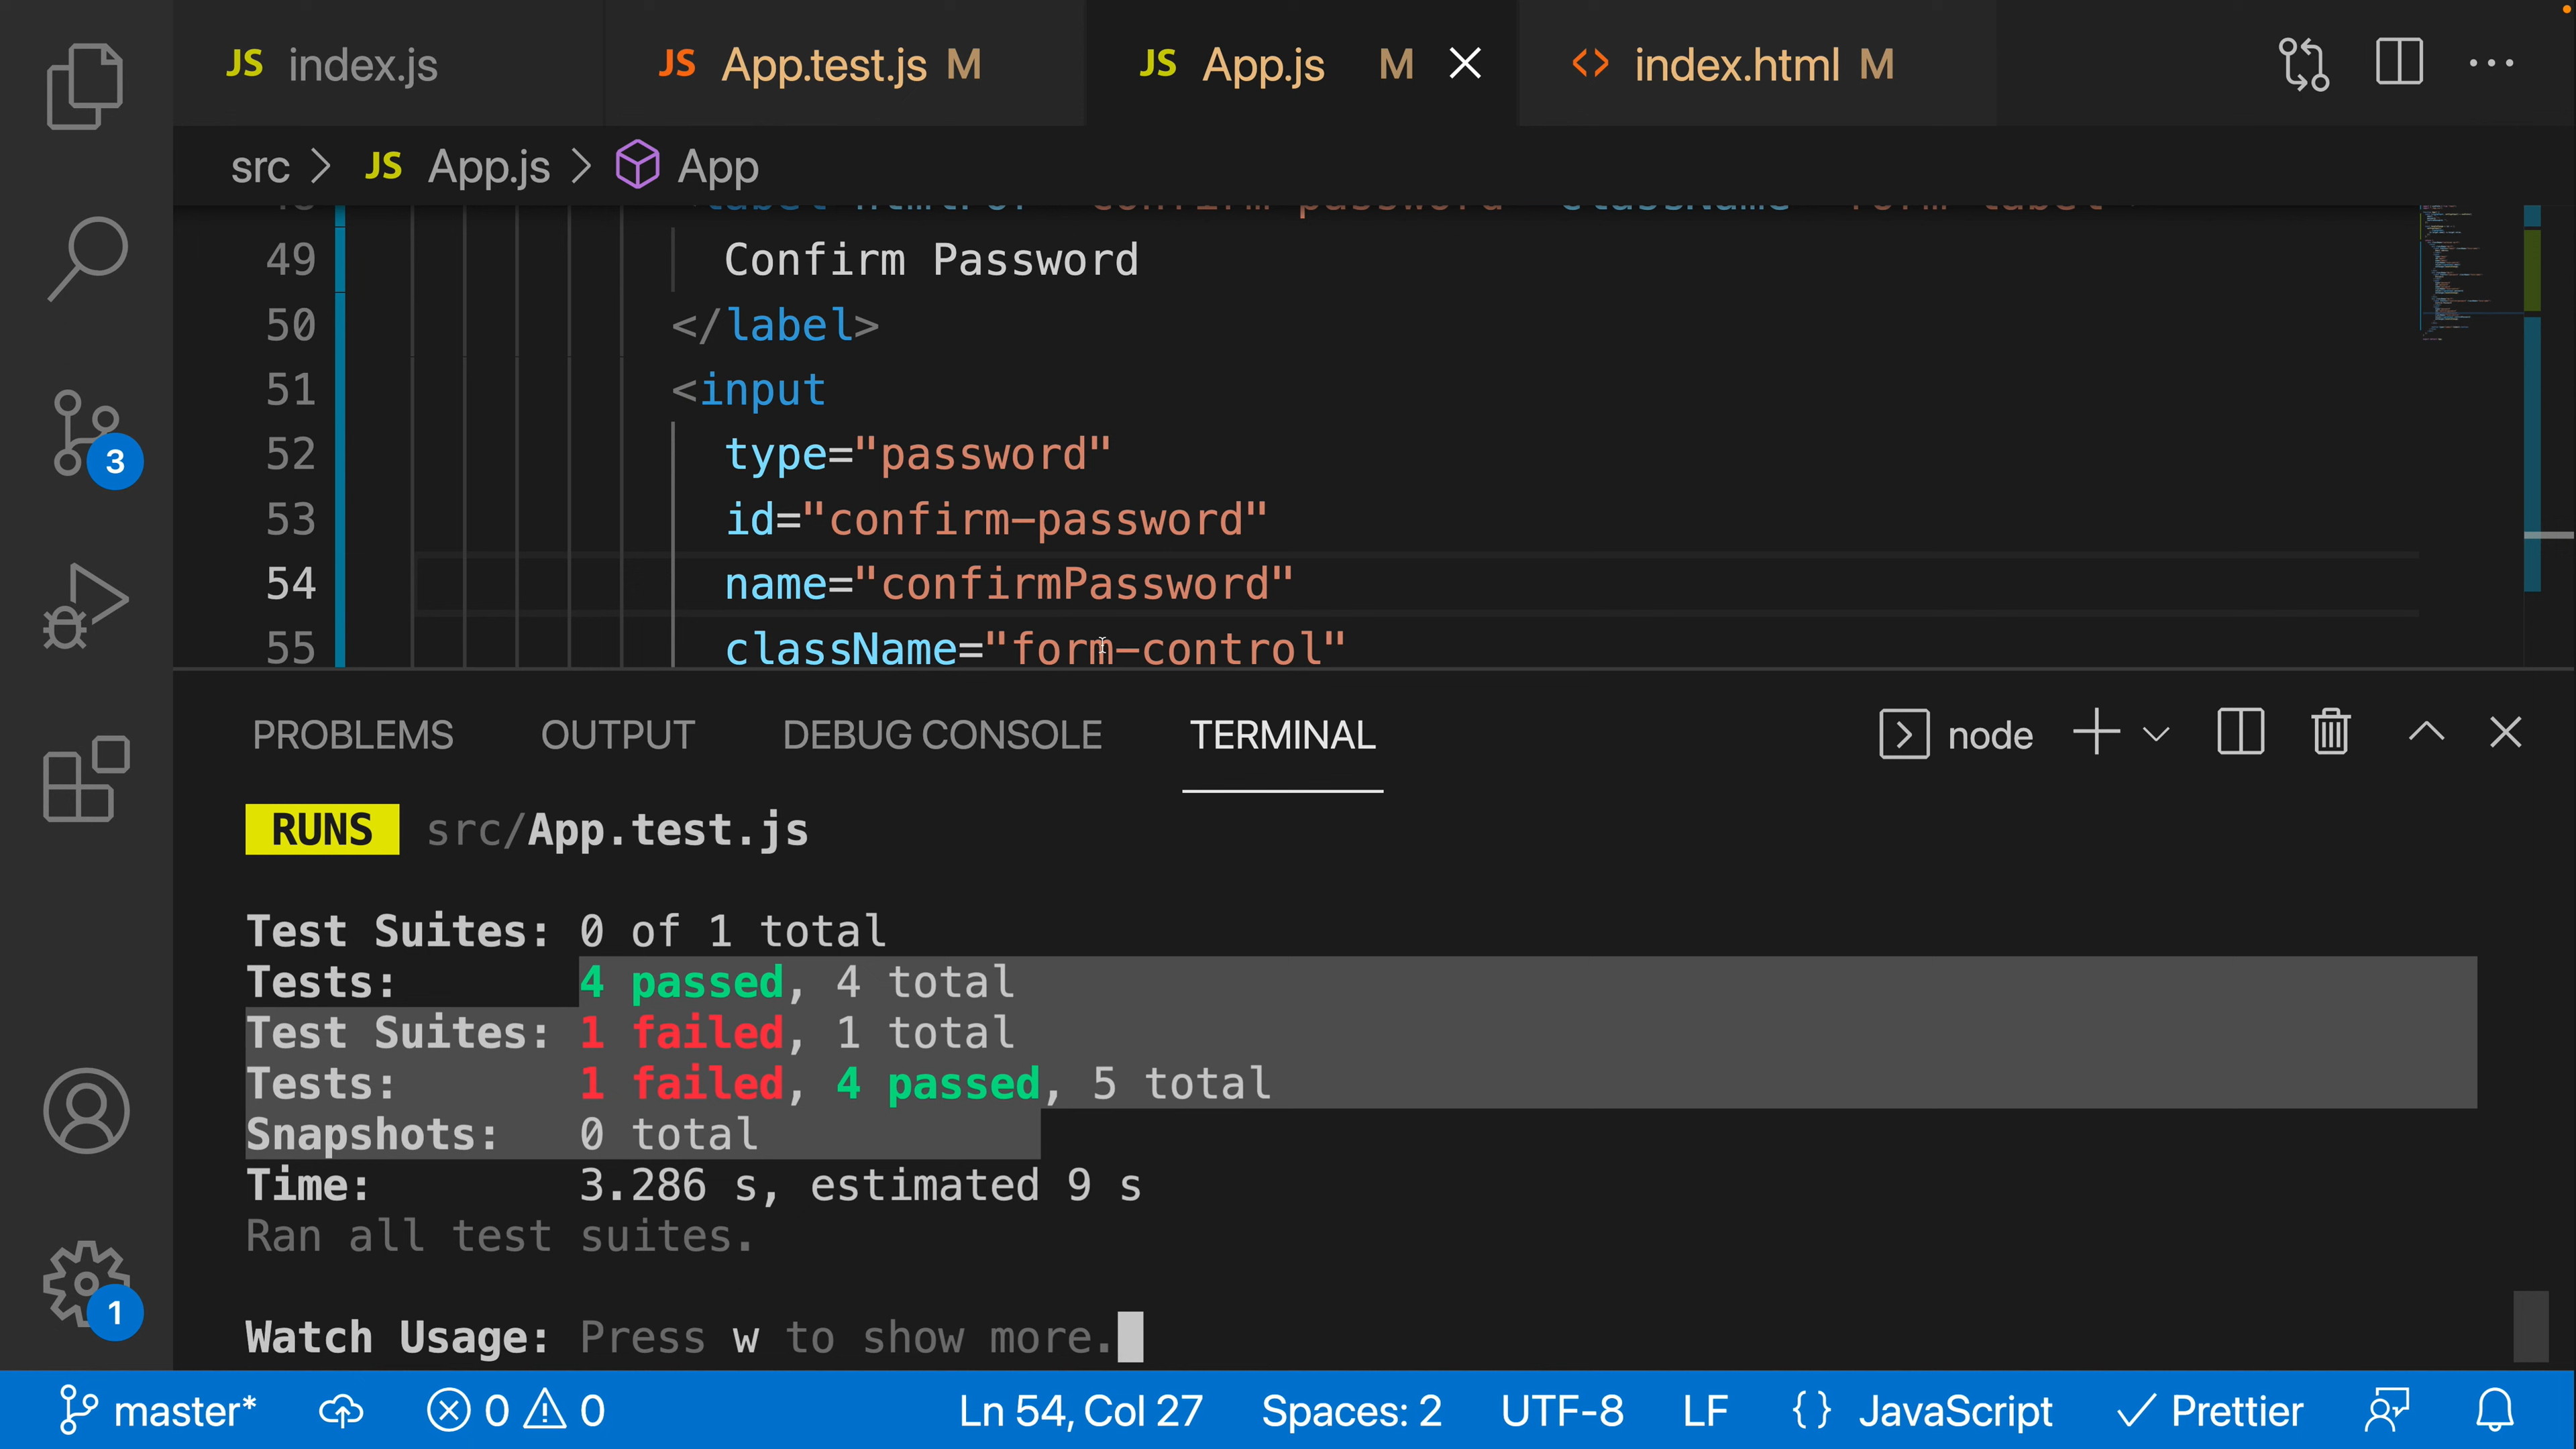 JS index.js
JS App.test.js M
JS App.js M
<> index.html M
src > JS App.js > App
49 Confirm Password
50 </label>
51 <input
52 type="password"
53 id="confirm-password"
54 name="confirmPassword"
55 className="form-control"
3
PROBLEMS OUTPUT DEBUG CONSOLE TERMINAL node
RUNS src/App.test.js
Test Suites: 0 of 1 total
Tests: 4 passed, 4 total
Test Suites: 1 failed, 1 total
Tests: 1 failed, 4 passed, 5 total
Snapshots: 0 total
Time: 3.286 s, estimated 9 s
Ran all test suites.
1
Watch Usage: Press w to show more.
master* 0 0 Ln 54, Col 27 Spaces: 2 UTF-8 LF {} JavaScript Prettier